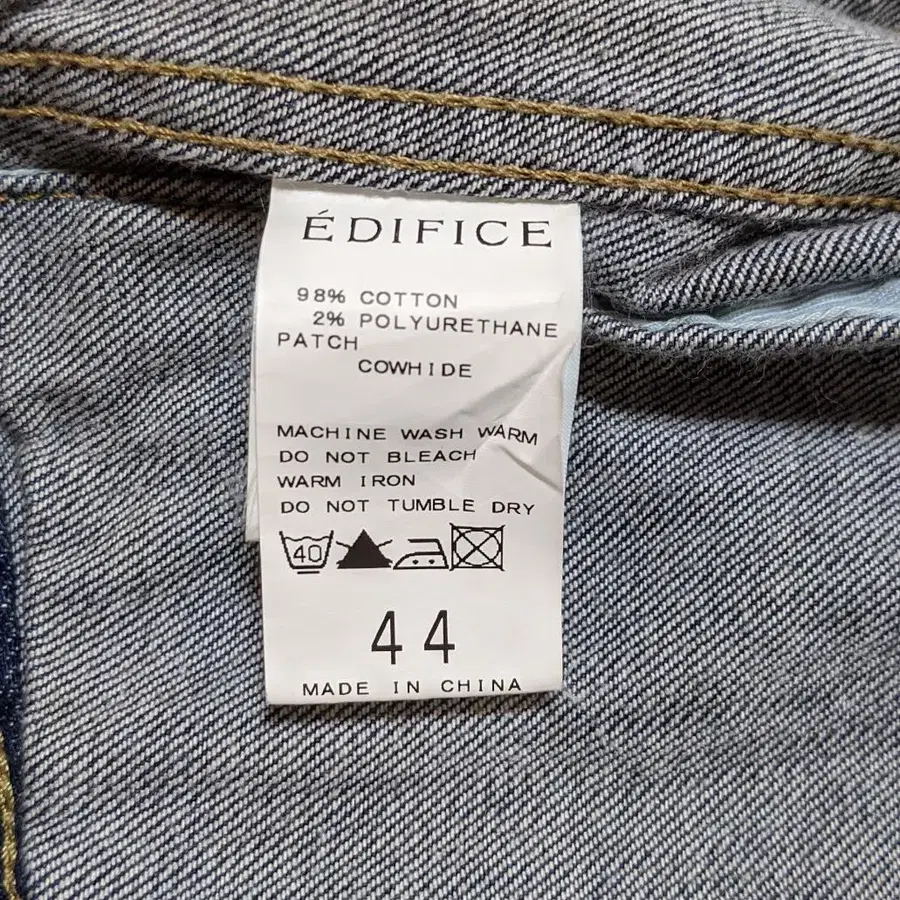 ÉDIFICE
98% COTTON
2% POLYURETHANE
PATCH
COWHIDE
MACHINE WASH WARM
DO NOT BLEACH
WARM IRON
DO NOT TUMBLE DRY
40
44
MADE IN CHINA